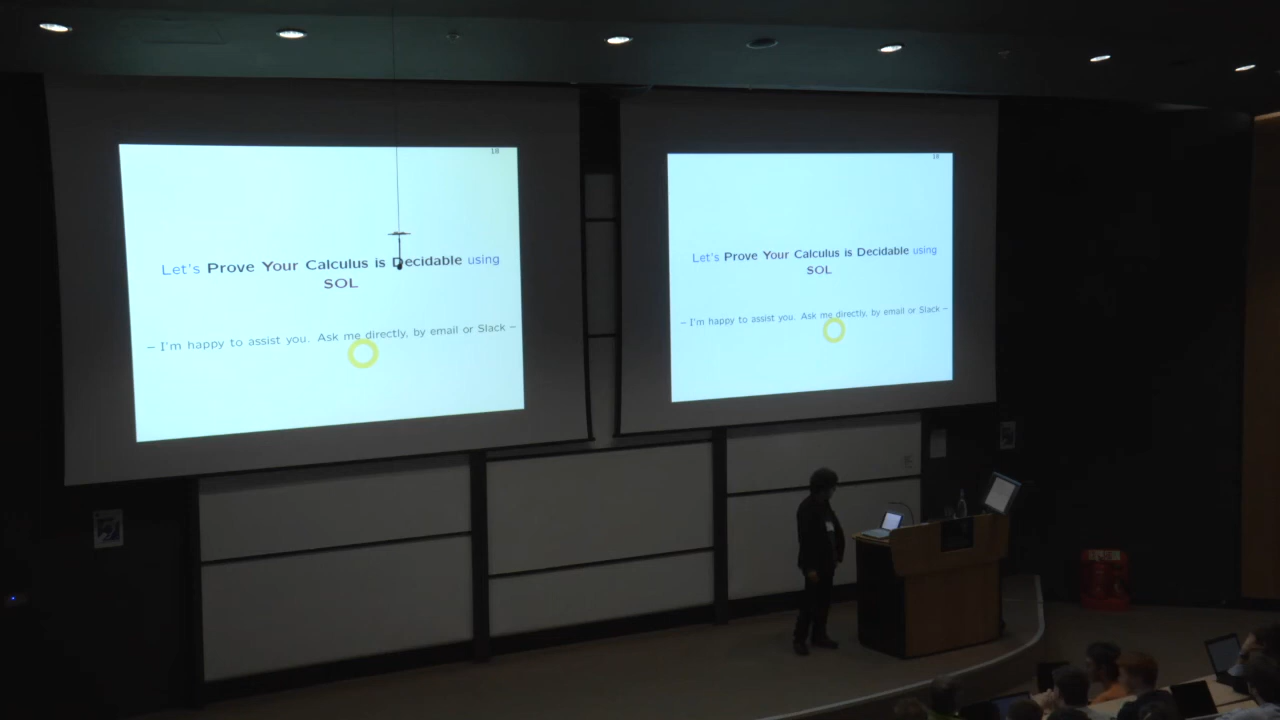 18
Let's Prove Your Calculus is Decidable using
SOL
– I'm happy to assist you. Ask me directly, by email or Slack –
18
Let's Prove Your Calculus is Decidable using
SOL
– I'm happy to assist you. Ask me directly, by email or Slack –